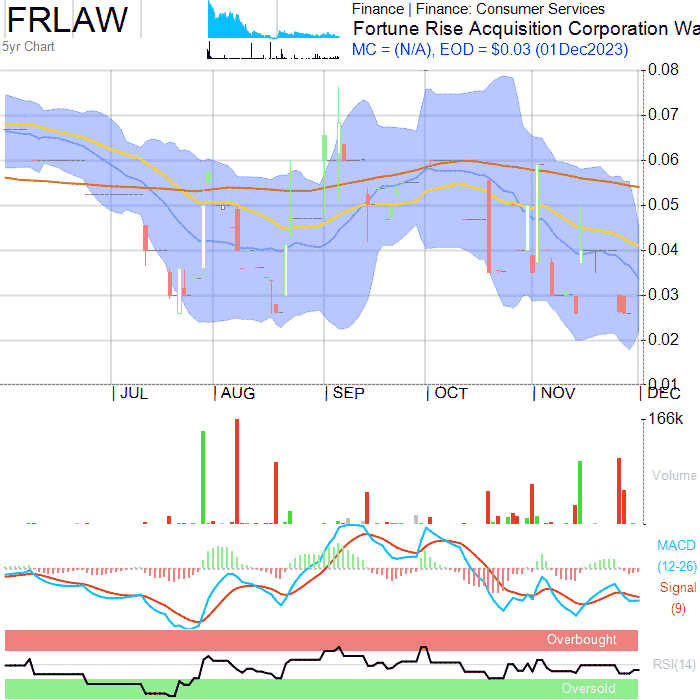 FRLAW
5yr Chart
Finance | Finance: Consumer Services
Fortune Rise Acquisition Corporation Wa
MC = (N/A), EOD = $0.03 (01Dec2023)
0.08
0.07
0.06
0.05
0.04
0.03
0.02
0.01
| JUL | AUG | SEP | OCT | NOV | DEC
166k
Volume
MACD
(12-26)
Signal
(9)
Overbought
RSI(14)
Oversold